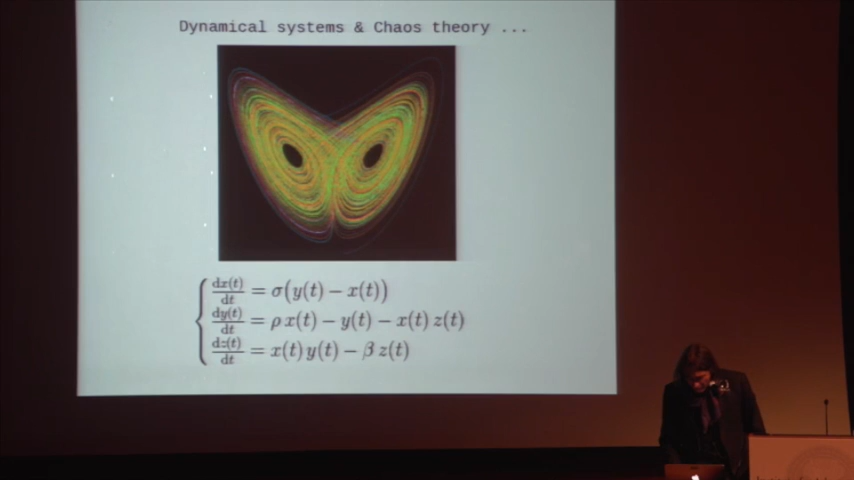 Dynamical systems & Chaos theory ...
dx(t)/dt = σ(y(t) − x(t))
dy(t)/dt = ρ x(t) − y(t) − x(t) z(t)
dz(t)/dt = x(t) y(t) − β z(t)